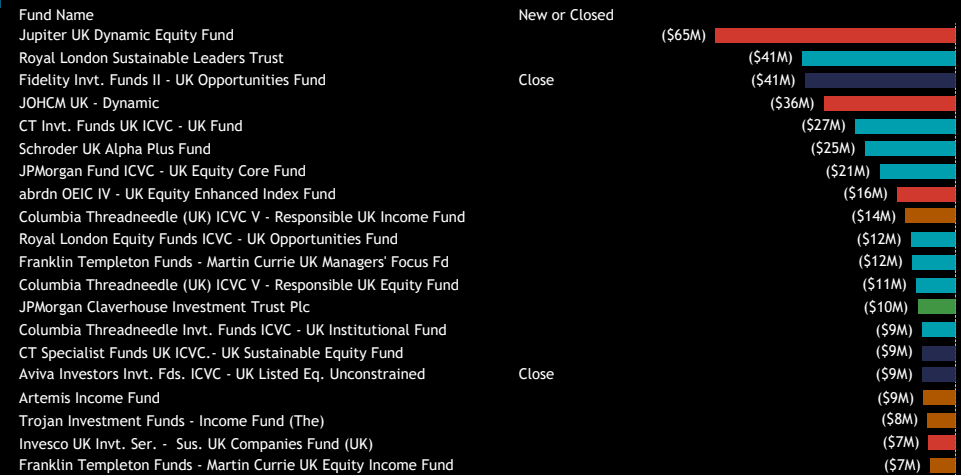 Fund Name New or Closed
Jupiter UK Dynamic Equity Fund ($65M)
Royal London Sustainable Leaders Trust ($41M)
Fidelity Invt. Funds II - UK Opportunities Fund Close ($41M)
JOHCM UK - Dynamic ($36M)
CT Invt. Funds UK ICVC - UK Fund ($27M)
Schroder UK Alpha Plus Fund ($25M)
JPMorgan Fund ICVC - UK Equity Core Fund ($21M)
abrdn OEIC IV - UK Equity Enhanced Index Fund ($16M)
Columbia Threadneedle (UK) ICVC V - Responsible UK Income Fund ($14M)
Royal London Equity Funds ICVC - UK Opportunities Fund ($12M)
Franklin Templeton Funds - Martin Currie UK Managers' Focus Fd ($12M)
Columbia Threadneedle (UK) ICVC V - Responsible UK Equity Fund ($11M)
JPMorgan Claverhouse Investment Trust Plc ($10M)
Columbia Threadneedle Invt. Funds ICVC - UK Institutional Fund ($9M)
CT Specialist Funds UK ICVC.- UK Sustainable Equity Fund ($9M)
Aviva Investors Invt. Fds. ICVC - UK Listed Eq. Unconstrained Close ($9M)
Artemis Income Fund ($9M)
Trojan Investment Funds - Income Fund (The) ($8M)
Invesco UK Invt. Ser. - Sus. UK Companies Fund (UK) ($7M)
Franklin Templeton Funds - Martin Currie UK Equity Income Fund ($7M)